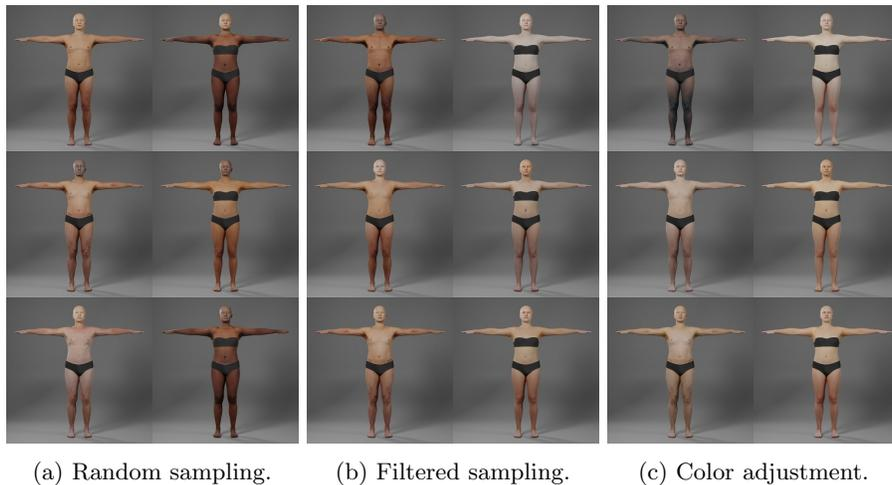 (a) Random sampling.
(b) Filtered sampling.
(c) Color adjustment.